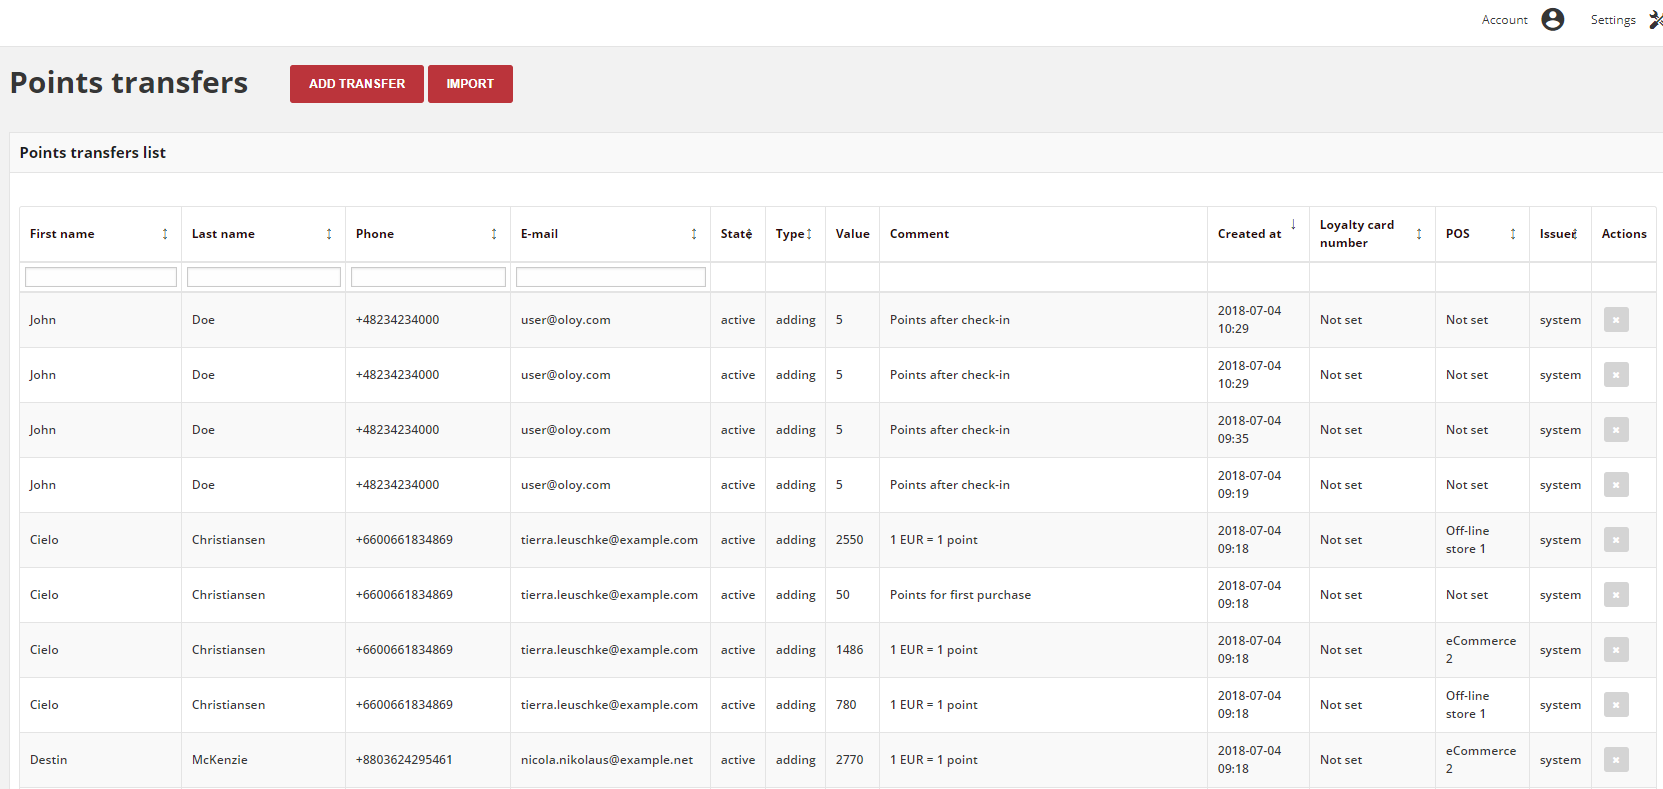 Account Settings
Points transfers ADD TRANSFER IMPORT
Points transfers list
First name Last name Phone E-mail State Type Value Comment Created at Loyalty card number POS Issuer Actions
John Doe +48234234000 user@oloy.com active adding 5 Points after check-in 2018-07-04 10:29 Not set Not set system
John Doe +48234234000 user@oloy.com active adding 5 Points after check-in 2018-07-04 10:29 Not set Not set system
John Doe +48234234000 user@oloy.com active adding 5 Points after check-in 2018-07-04 09:35 Not set Not set system
John Doe +48234234000 user@oloy.com active adding 5 Points after check-in 2018-07-04 09:19 Not set Not set system
Cielo Christiansen +6600661834869 tierra.leuschke@example.com active adding 2550 1 EUR = 1 point 2018-07-04 09:18 Not set Off-line store 1 system
Cielo Christiansen +6600661834869 tierra.leuschke@example.com active adding 50 Points for first purchase 2018-07-04 09:18 Not set Not set system
Cielo Christiansen +6600661834869 tierra.leuschke@example.com active adding 1486 1 EUR = 1 point 2018-07-04 09:18 Not set eCommerce 2 system
Cielo Christiansen +6600661834869 tierra.leuschke@example.com active adding 780 1 EUR = 1 point 2018-07-04 09:18 Not set Off-line store 1 system
Destin McKenzie +8803624295461 nicola.nikolaus@example.net active adding 2770 1 EUR = 1 point 2018-07-04 09:18 Not set eCommerce 2 system